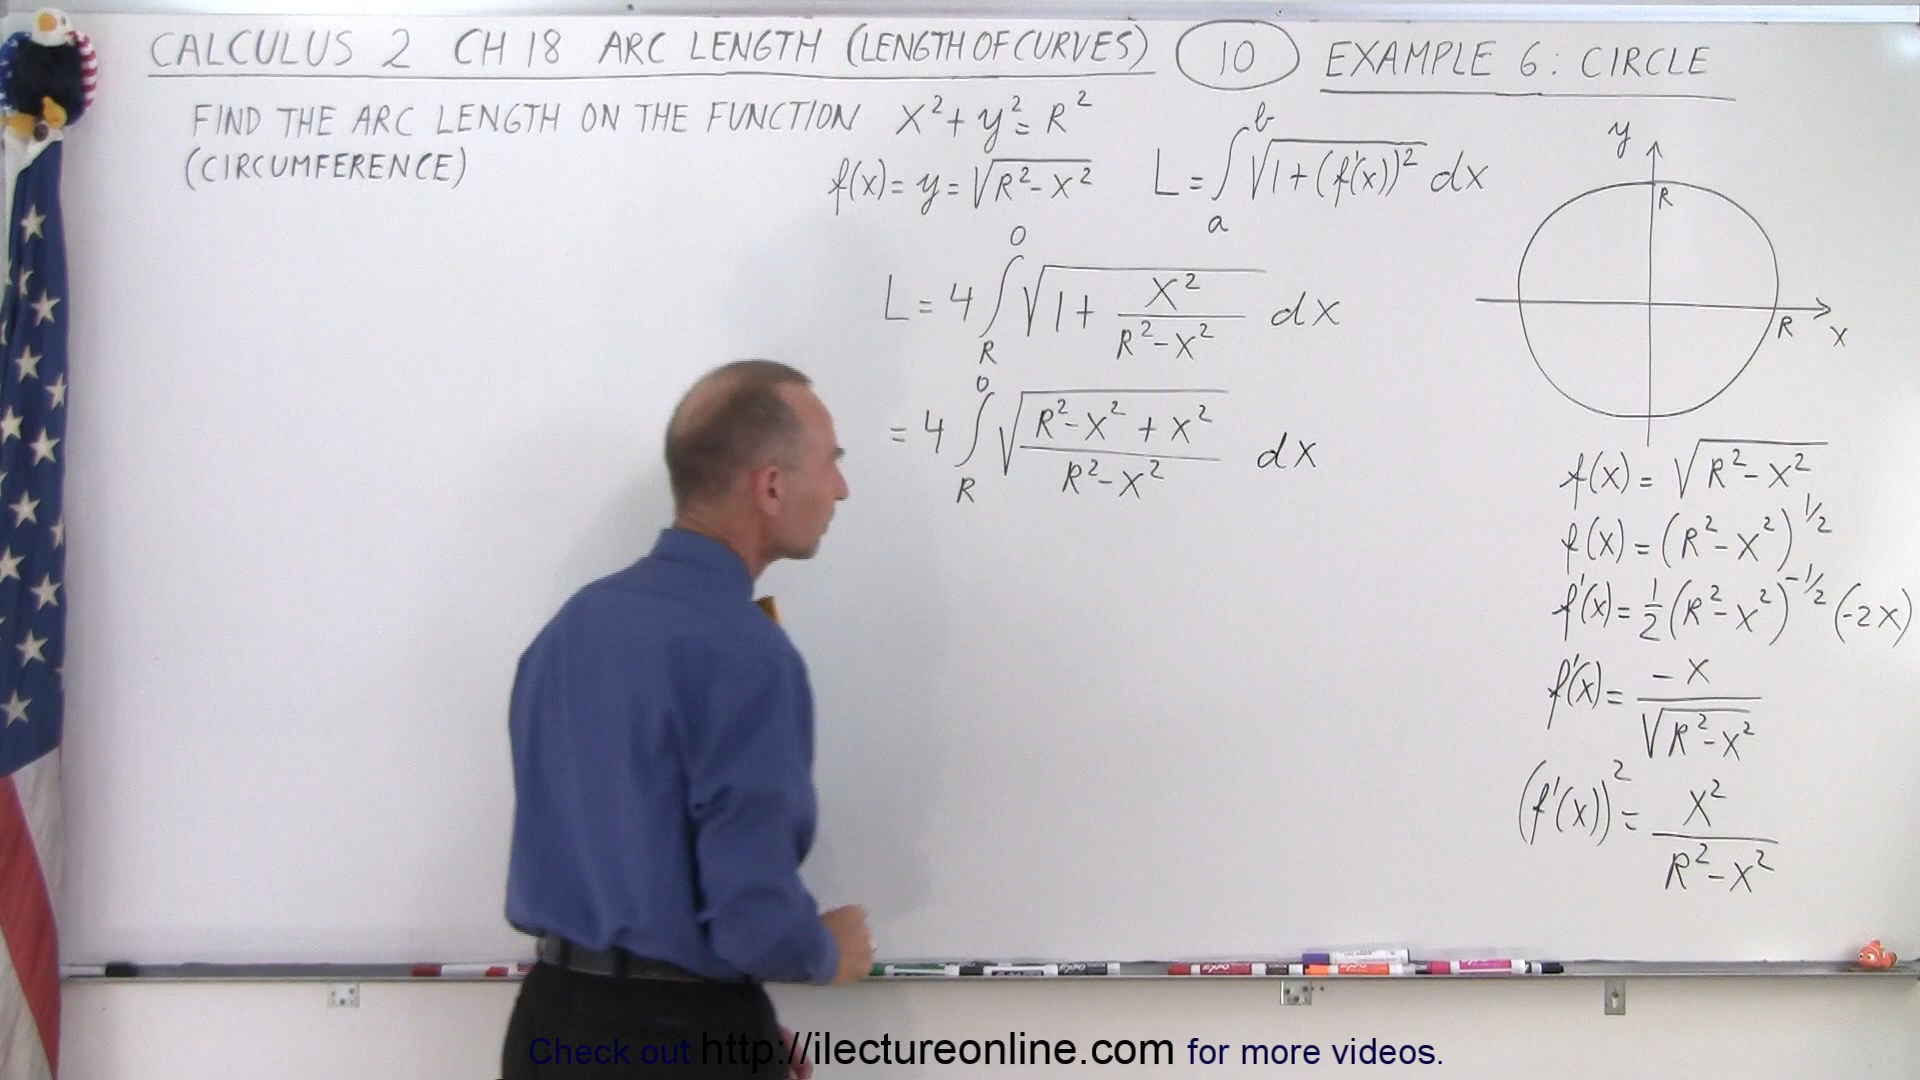 CALCULUS 2 CH 18 ARC LENGTH (LENGTH OF CURVES) 10 EXAMPLE 6: CIRCLE
FIND THE ARC LENGTH ON THE FUNCTION X² + y² = R²
(CIRCUMFERENCE)
f(x) = y = √(R² - X²)
L = ∫ₐᵇ √(1 + (f'(x))²) dx
L = 4 ∫_R^0 √(1 + X²/(R² - X²)) dx
= 4 ∫_R^0 √((R² - X² + X²)/(R² - X²)) dx
y
R
R
x
f(x) = √(R² - X²)
f(x) = (R² - X²)^1/2
f'(x) = 1/2 (R² - X²)^-1/2 (-2X)
f'(x) = -X/√(R² - X²)
(f'(x))² = X²/(R² - X²)
Check out http://ilectureonline.com for more videos.